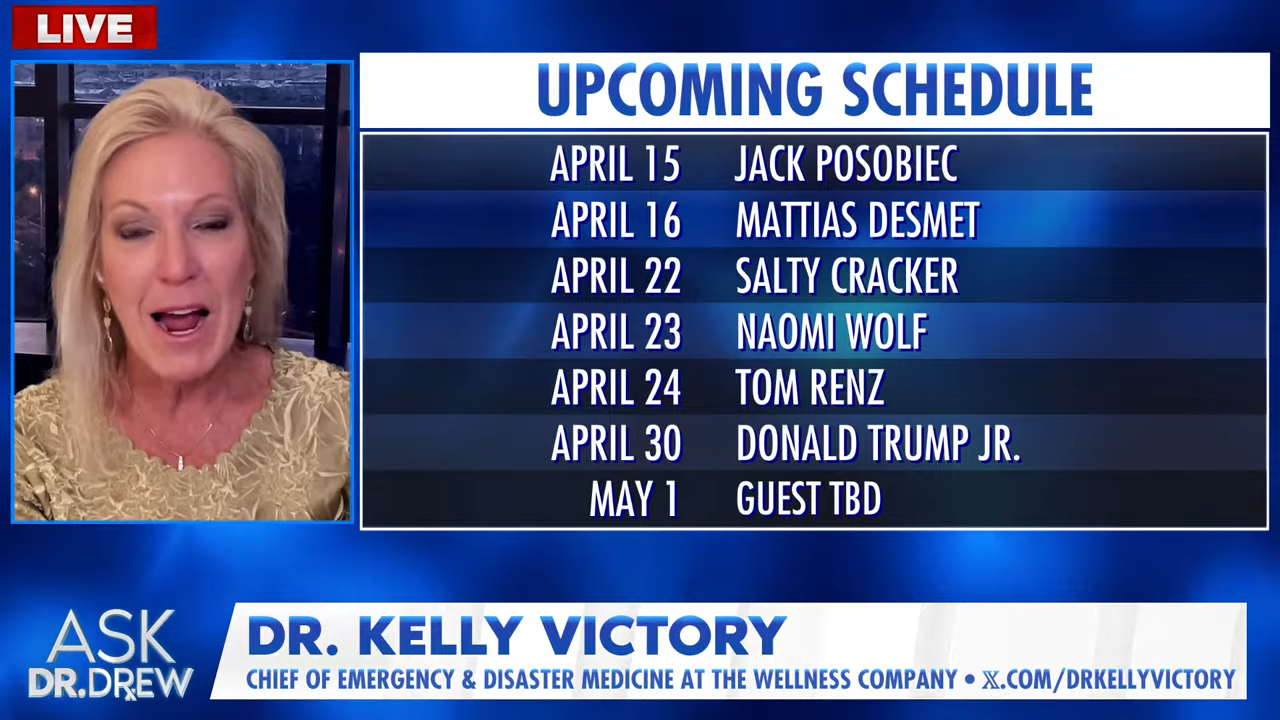 LIVE
UPCOMING SCHEDULE
APRIL 15 JACK POSOBIEC
APRIL 16 MATTIAS DESMET
APRIL 22 SALTY CRACKER
APRIL 23 NAOMI WOLF
APRIL 24 TOM RENZ
APRIL 30 DONALD TRUMP JR.
MAY 1 GUEST TBD
ASK
DR.DREW
DR. KELLY VICTORY
CHIEF OF EMERGENCY & DISASTER MEDICINE AT THE WELLNESS COMPANY • 𝕏.COM/DRKELLYVICTORY